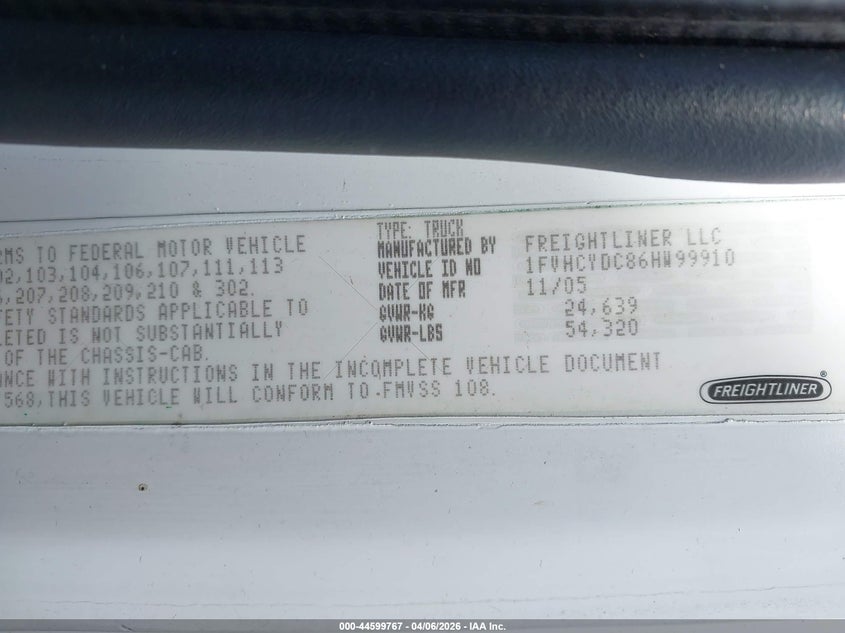 RMS TO FEDERAL MOTOR VEHICLE
02,103,104,106,107,111,113
,207,208,209,210 & 302.
FETY STANDARDS APPLICABLE TO
LETED IS NOT SUBSTANTIALLY
OF THE CHASSIS-CAB.
ANCE WITH INSTRUCTIONS IN THE INCOMPLETE VEHICLE DOCUMENT
568,THIS VEHICLE WILL CONFORM TO FMVSS 108.
TYPE: TRUCK
MANUFACTURED BY FREIGHTLINER LLC
VEHICLE ID NO 1FVHCYDC86HW99910
DATE OF MFR 11/05
GVWR-KG 24,639
GVWR-LBS 54,320
FREIGHTLINER®
000-44599767 - 04/06/2026 - IAA Inc.